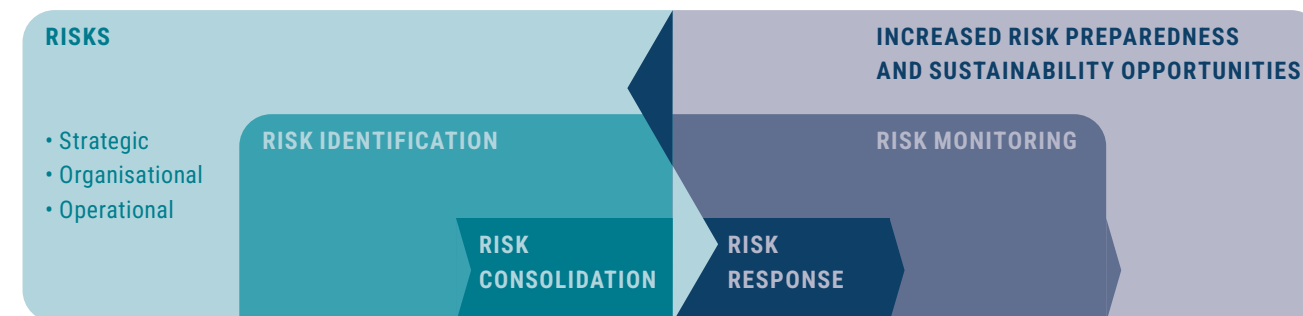 RISKS
• Strategic
• Organisational
• Operational
RISK IDENTIFICATION
RISK
CONSOLIDATION
RISK
RESPONSE
RISK MONITORING
INCREASED RISK PREPAREDNESS
AND SUSTAINABILITY OPPORTUNITIES